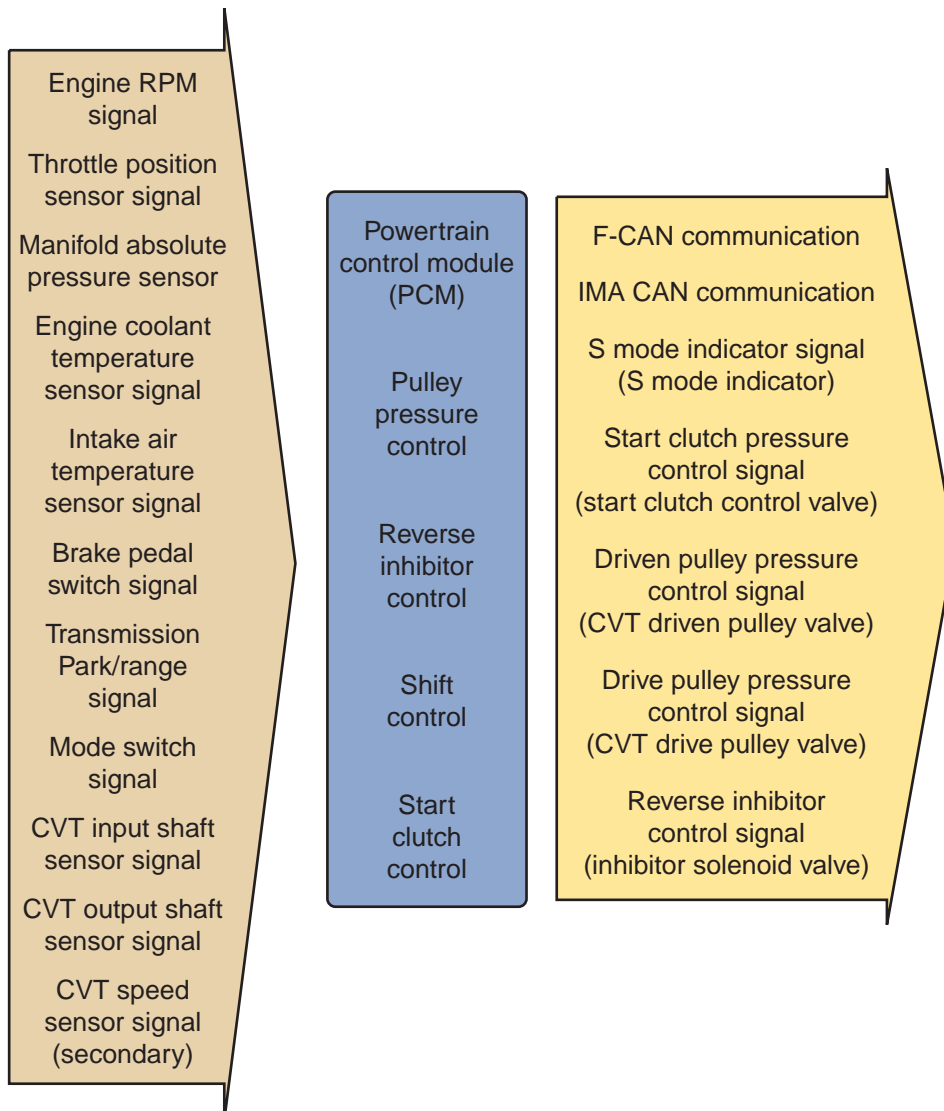 Engine RPM
signal
Throttle position
sensor signal
Manifold absolute
pressure sensor
Engine coolant
temperature
sensor signal
Intake air
temperature
sensor signal
Brake pedal
switch signal
Transmission
Park/range
signal
Mode switch
signal
CVT input shaft
sensor signal
CVT output shaft
sensor signal
CVT speed
sensor signal
(secondary)
Powertrain
control module
(PCM)
Pulley
pressure
control
Reverse
inhibitor
control
Shift
control
Start
clutch
control
F-CAN communication
IMA CAN communication
S mode indicator signal
(S mode indicator)
Start clutch pressure
control signal
(start clutch control valve)
Driven pulley pressure
control signal
(CVT driven pulley valve)
Drive pulley pressure
control signal
(CVT drive pulley valve)
Reverse inhibitor
control signal
(inhibitor solenoid valve)